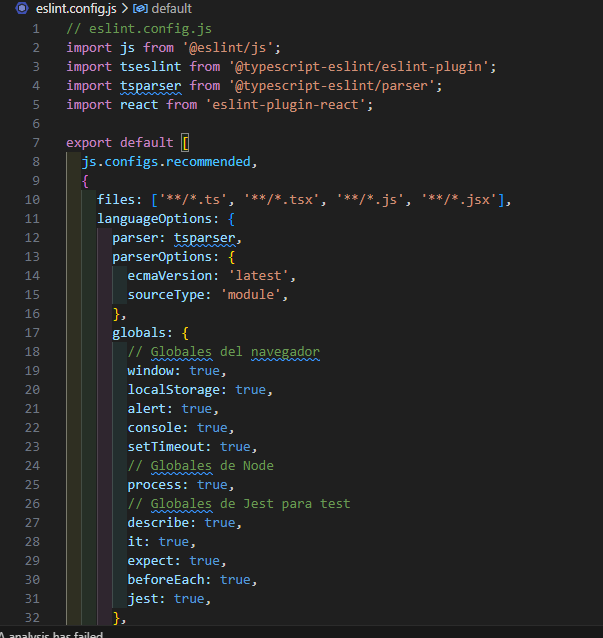 eslint.config.js > default
1 // eslint.config.js
2 import js from '@eslint/js';
3 import tseslint from '@typescript-eslint/eslint-plugin';
4 import tsparser from '@typescript-eslint/parser';
5 import react from 'eslint-plugin-react';
6
7 export default [
8 js.configs.recommended,
9 {
10 files: ['**/*.ts', '**/*.tsx', '**/*.js', '**/*.jsx'],
11 languageOptions: {
12 parser: tsparser,
13 parserOptions: {
14 ecmaVersion: 'latest',
15 sourceType: 'module',
16 },
17 globals: {
18 // Globales del navegador
19 window: true,
20 localStorage: true,
21 alert: true,
22 console: true,
23 setTimeout: true,
24 // Globales de Node
25 process: true,
26 // Globales de Jest para test
27 describe: true,
28 it: true,
29 expect: true,
30 beforeEach: true,
31 jest: true,
32 },
A analysis has failed